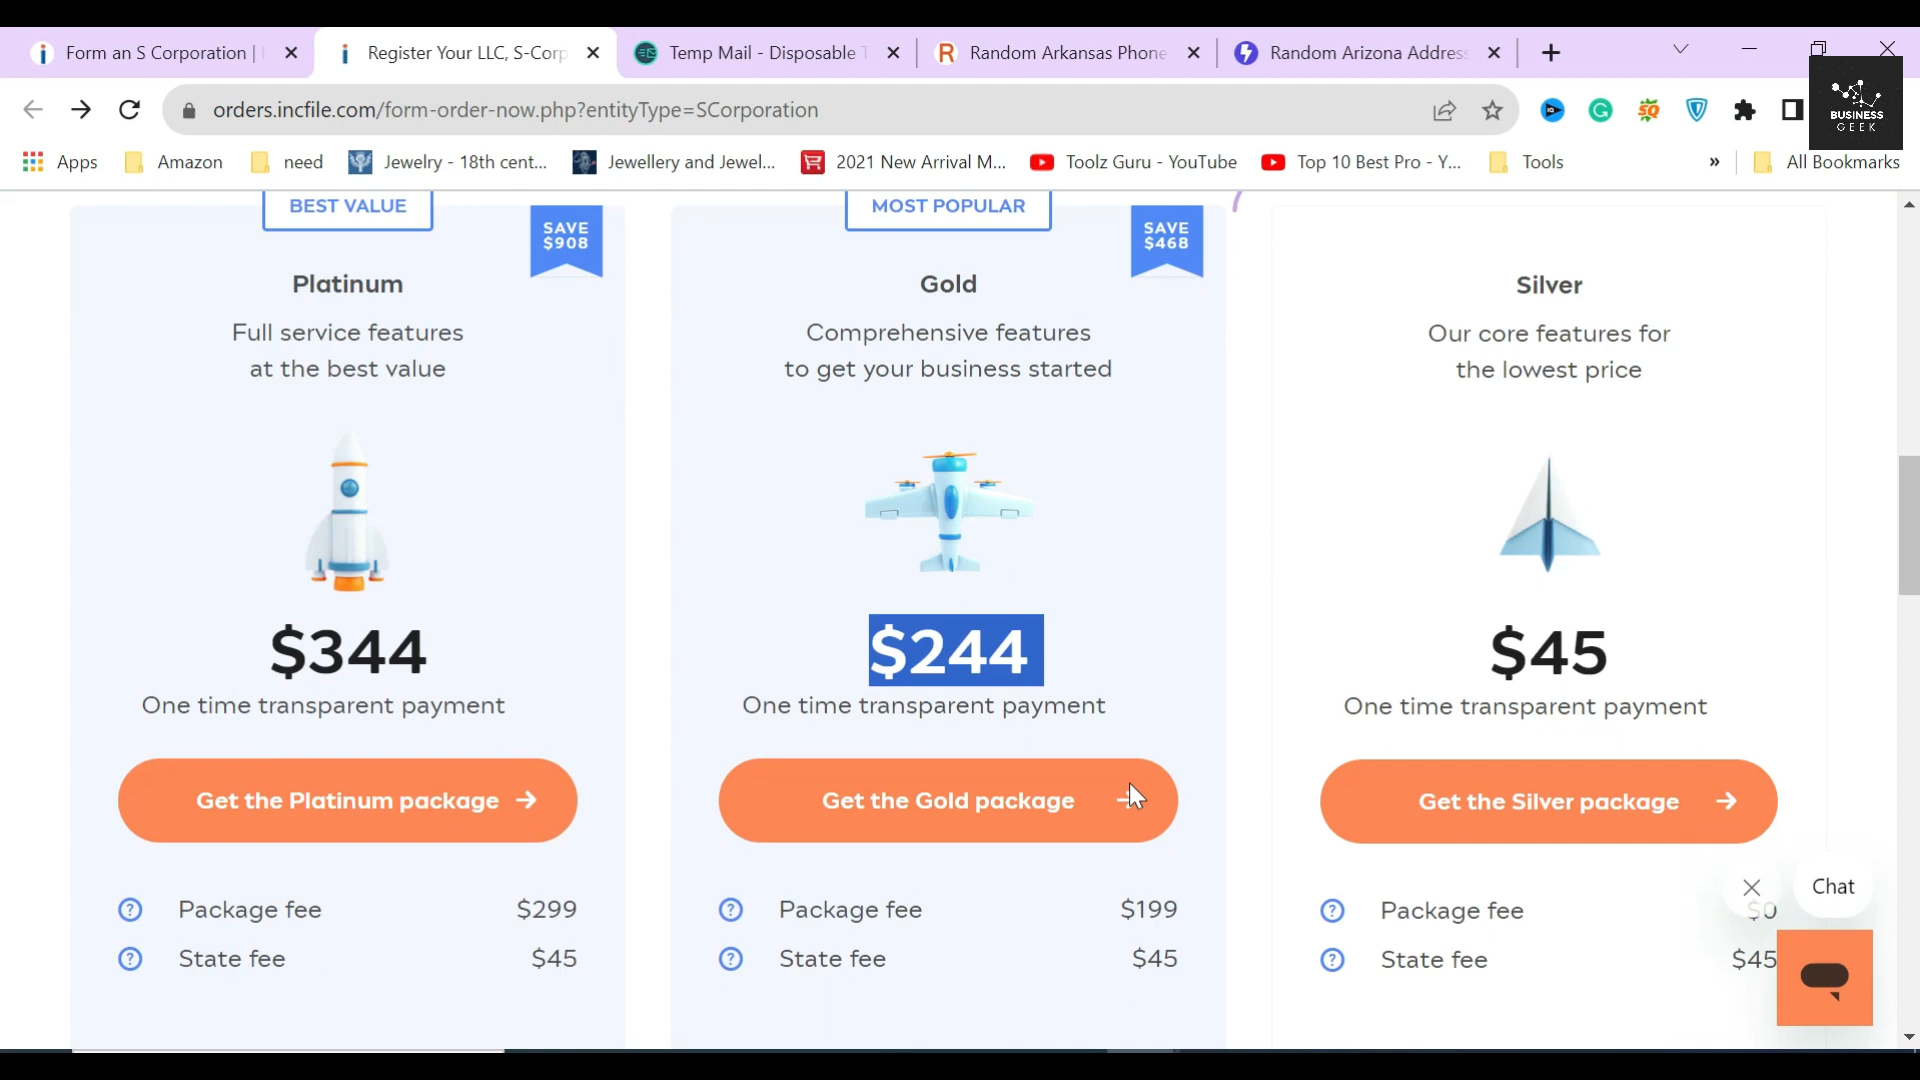 Form an S Corporation |
Register Your LLC, S-Corp
Temp Mail - Disposable T
Random Arkansas Phone
Random Arizona Address
orders.incfile.com/form-order-now.php?entityType=SCorporation
BUSINESS
GEEK
Apps
Amazon
need
Jewelry - 18th cent...
Jewellery and Jewel...
2021 New Arrival M...
Toolz Guru - YouTube
Top 10 Best Pro - Y...
Tools
»
All Bookmarks
BEST VALUE
SAVE
$908
Platinum
Full service features
at the best value
$344
One time transparent payment
Get the Platinum package
Package fee $299
State fee $45
MOST POPULAR
SAVE
$468
Gold
Comprehensive features
to get your business started
$244
One time transparent payment
Get the Gold package
Package fee $199
State fee $45
Silver
Our core features for
the lowest price
$45
One time transparent payment
Get the Silver package
Package fee $0
State fee $45
Chat